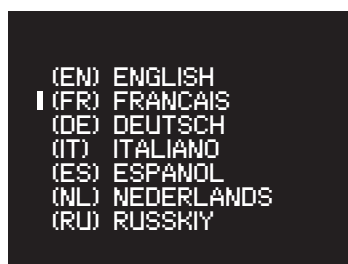 (EN) ENGLISH
(FR) FRANCAIS
(DE) DEUTSCH
(IT) ITALIANO
(ES) ESPANOL
(NL) NEDERLANDS
(RU) RUSSKIY